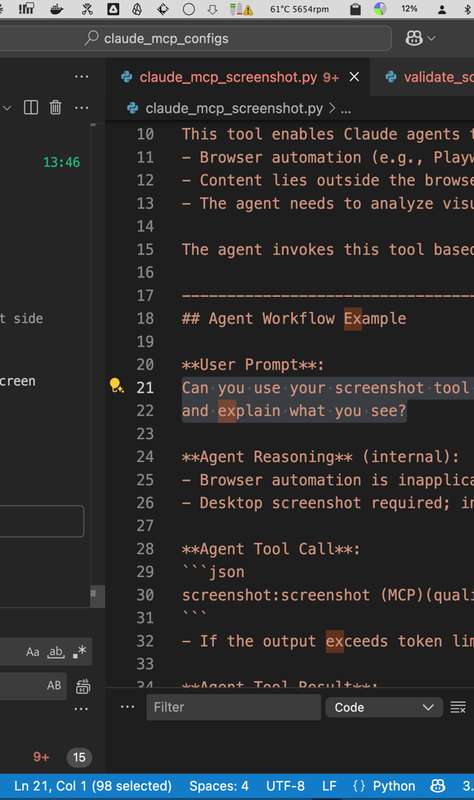 61°C 5654rpm
12%
claude_mcp_configs
claude_mcp_screenshot.py 9+
validate_sc
claude_mcp_screenshot.py > ...
13:46
t side
creen
10 This tool enables Claude agents t
11 - Browser automation (e.g., Playw
12 - Content lies outside the browse
13 - The agent needs to analyze visu
14
15 The agent invokes this tool based
16
17 ----------------------------------
18 ## Agent Workflow Example
19
20 **User Prompt**:
21 Can you use your screenshot tool
22 and explain what you see?
23
24 **Agent Reasoning** (internal):
25 - Browser automation is inapplica
26 - Desktop screenshot required; in
27
28 **Agent Tool Call**:
29 ```json
30 screenshot:screenshot (MCP)(quali
31 ```
32 - If the output exceeds token lim
33
34 **Agent Tool Result**:
Aa ab .*
AB
Filter
Code
9+ 15
Ln 21, Col 1 (98 selected) Spaces: 4 UTF-8 LF {} Python 3.